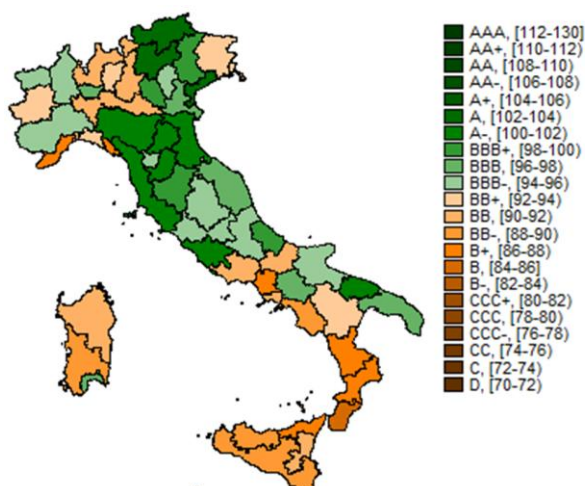 AAA, [112-130]
AA+, [110-112)
AA, [108-110)
AA-, [106-108)
A+, [104-106)
A, [102-104)
A-, [100-102)
BBB+, [98-100)
BBB, [96-98)
BBB-, [94-96)
BB+, [92-94)
BB, [90-92)
BB-, [88-90)
B+, [86-88)
B, [84-86]
B-, [82-84)
CCC+, [80-82)
CCC, [78-80)
CCC-, [76-78)
CC, [74-76)
C, [72-74)
D, [70-72)